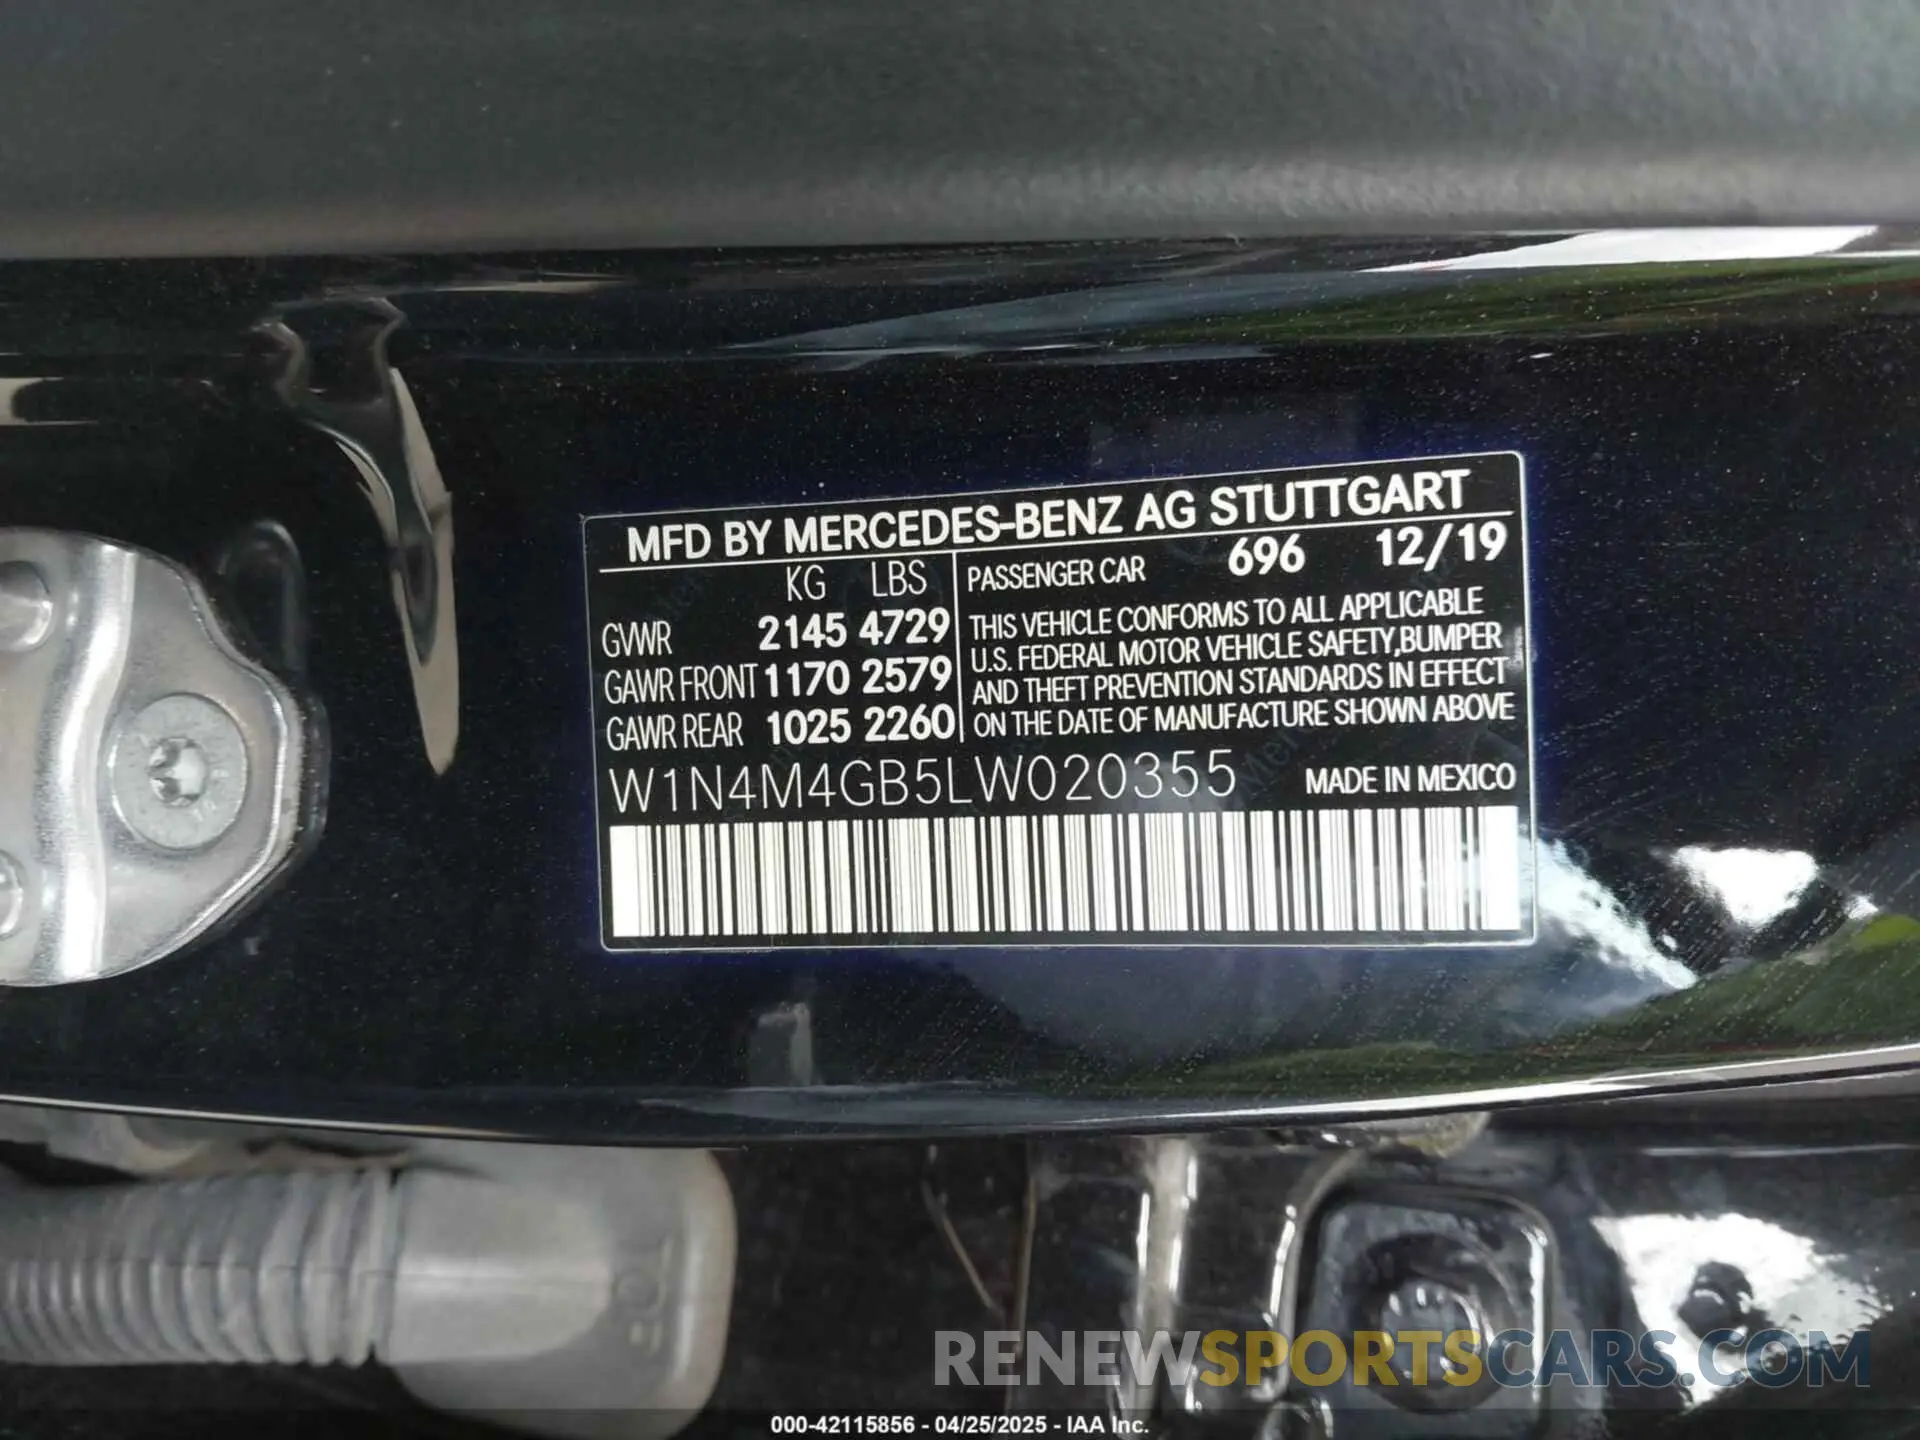 MFD BY MERCEDES-BENZ AG STUTTGART
KG LBS
PASSENGER CAR 696 12/19
GVWR 2145 4729
GAWR FRONT 1170 2579
GAWR REAR 1025 2260
THIS VEHICLE CONFORMS TO ALL APPLICABLE
U.S. FEDERAL MOTOR VEHICLE SAFETY,BUMPER
AND THEFT PREVENTION STANDARDS IN EFFECT
ON THE DATE OF MANUFACTURE SHOWN ABOVE
W1N4M4GB5LW020355 MADE IN MEXICO
RENEWSPORTSCARS.COM
000-42115856 - 04/25/2025 - IAA Inc.